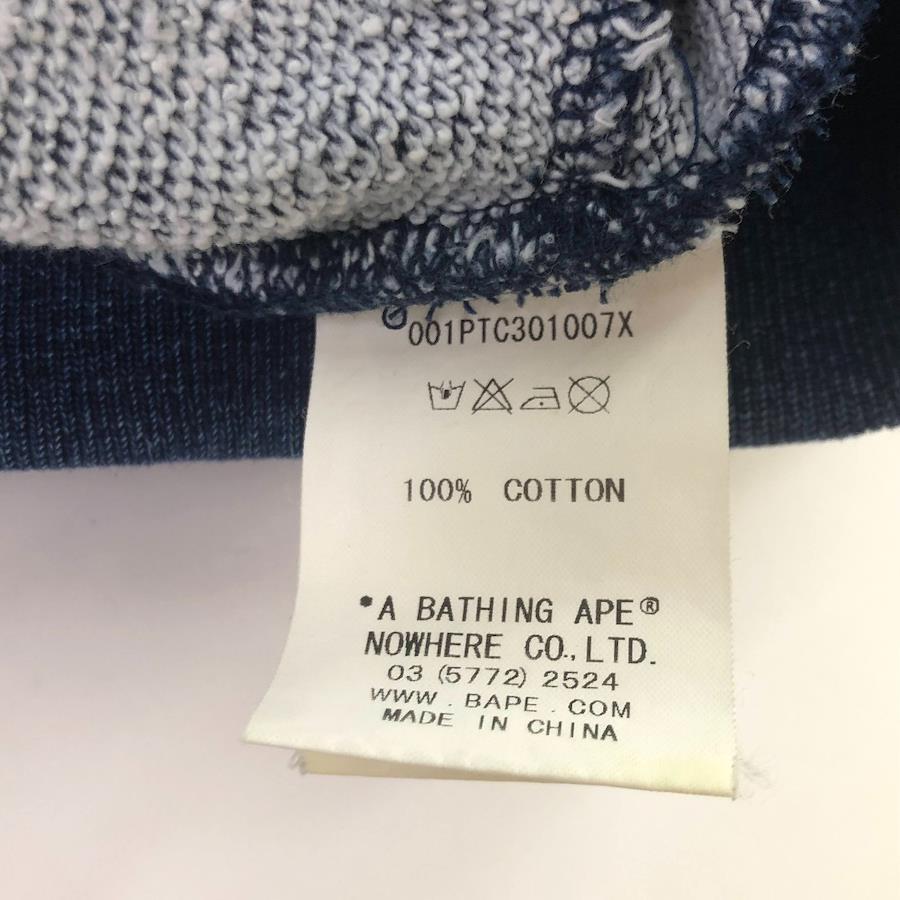 001PTC301007X
100% COTTON
*A BATHING APE®
NOWHERE CO.,LTD.
03 (5772) 2524
WWW . BAPE . COM
MADE IN CHINA